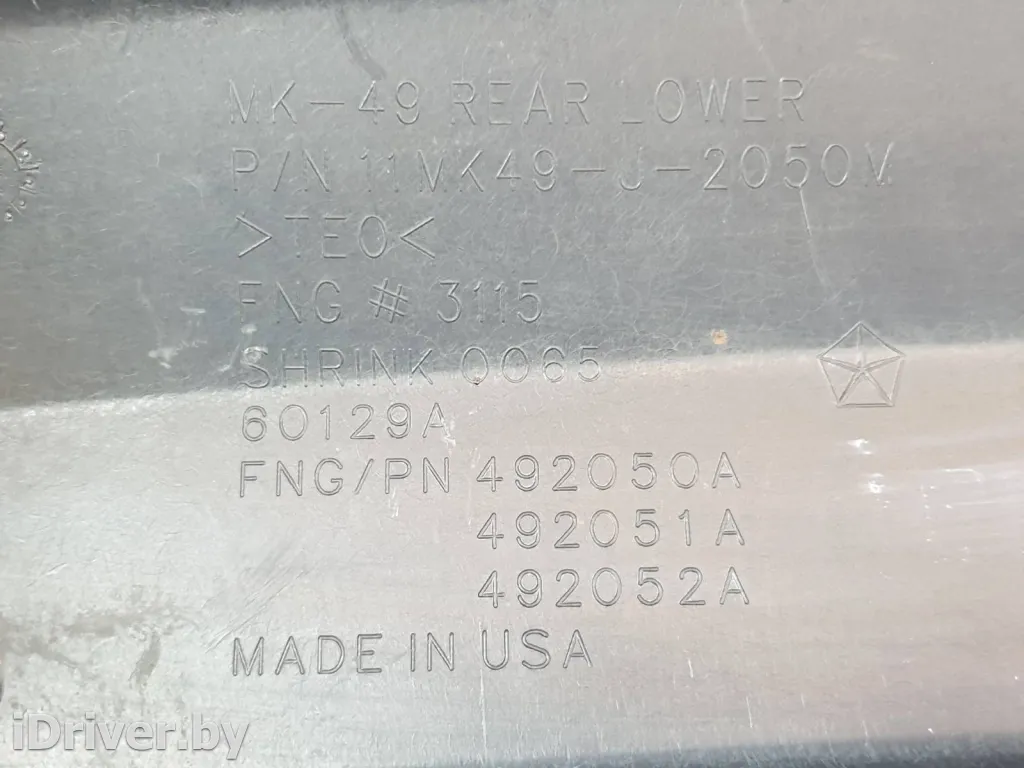 MK-49 REAR LOWER
P/N 11MK49-J-2050M
>TEO<
FNG # 3115
SHRINK 0065
60129A
FNG/PN 492050A
492051A
492052A
MADE IN USA
iDriver.by